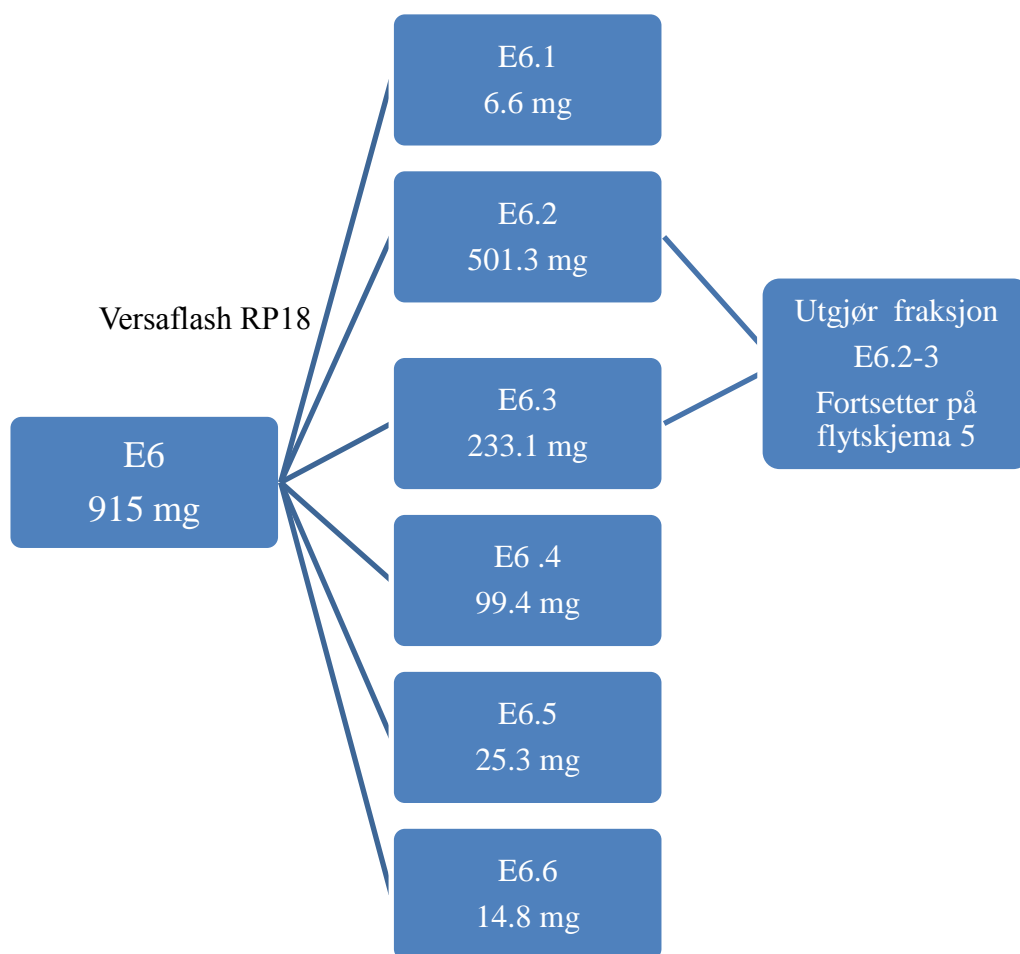 E6.1
6.6 mg
E6.2
501.3 mg
Versaflash RP18
Utgjør fraksjon
E6.2-3
Fortsetter på
flytskjema 5
E6.3
233.1 mg
E6
915 mg
E6 .4
99.4 mg
E6.5
25.3 mg
E6.6
14.8 mg